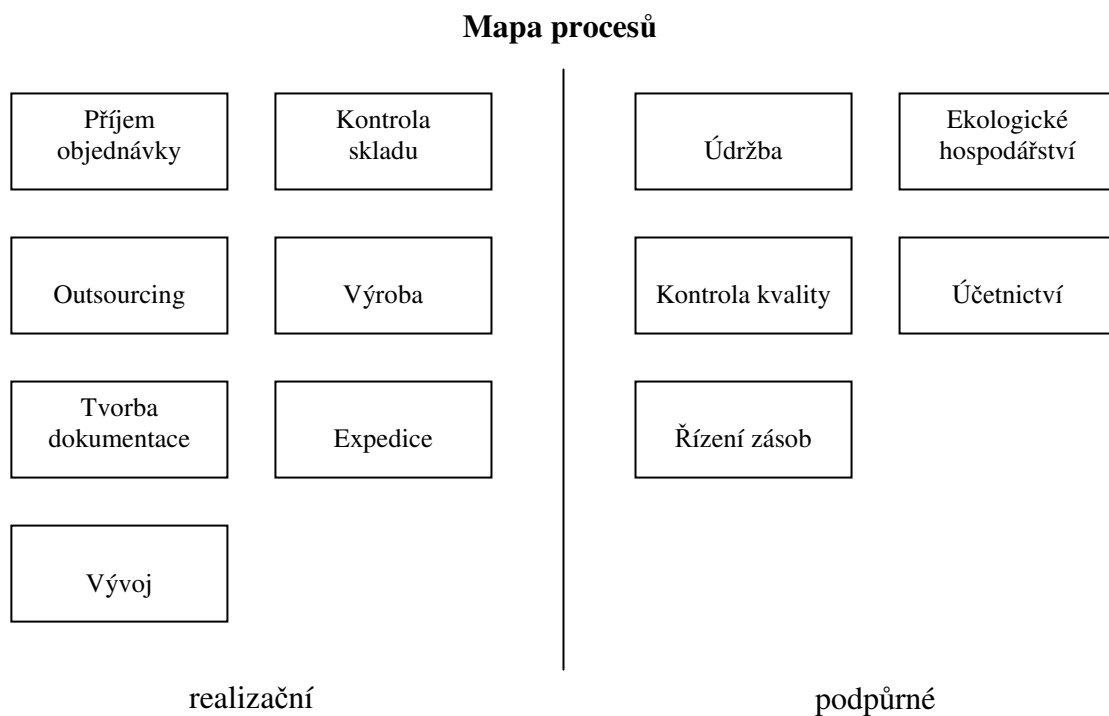 Mapa procesů
Příjem
objednávky
Kontrola
skladu
Údržba
Ekologické
hospodářství
Outsourcing
Výroba
Kontrola kvality
Účetnictví
Tvorba
dokumentace
Expedice
Řízení zásob
Vývoj
realizační
podpůrné